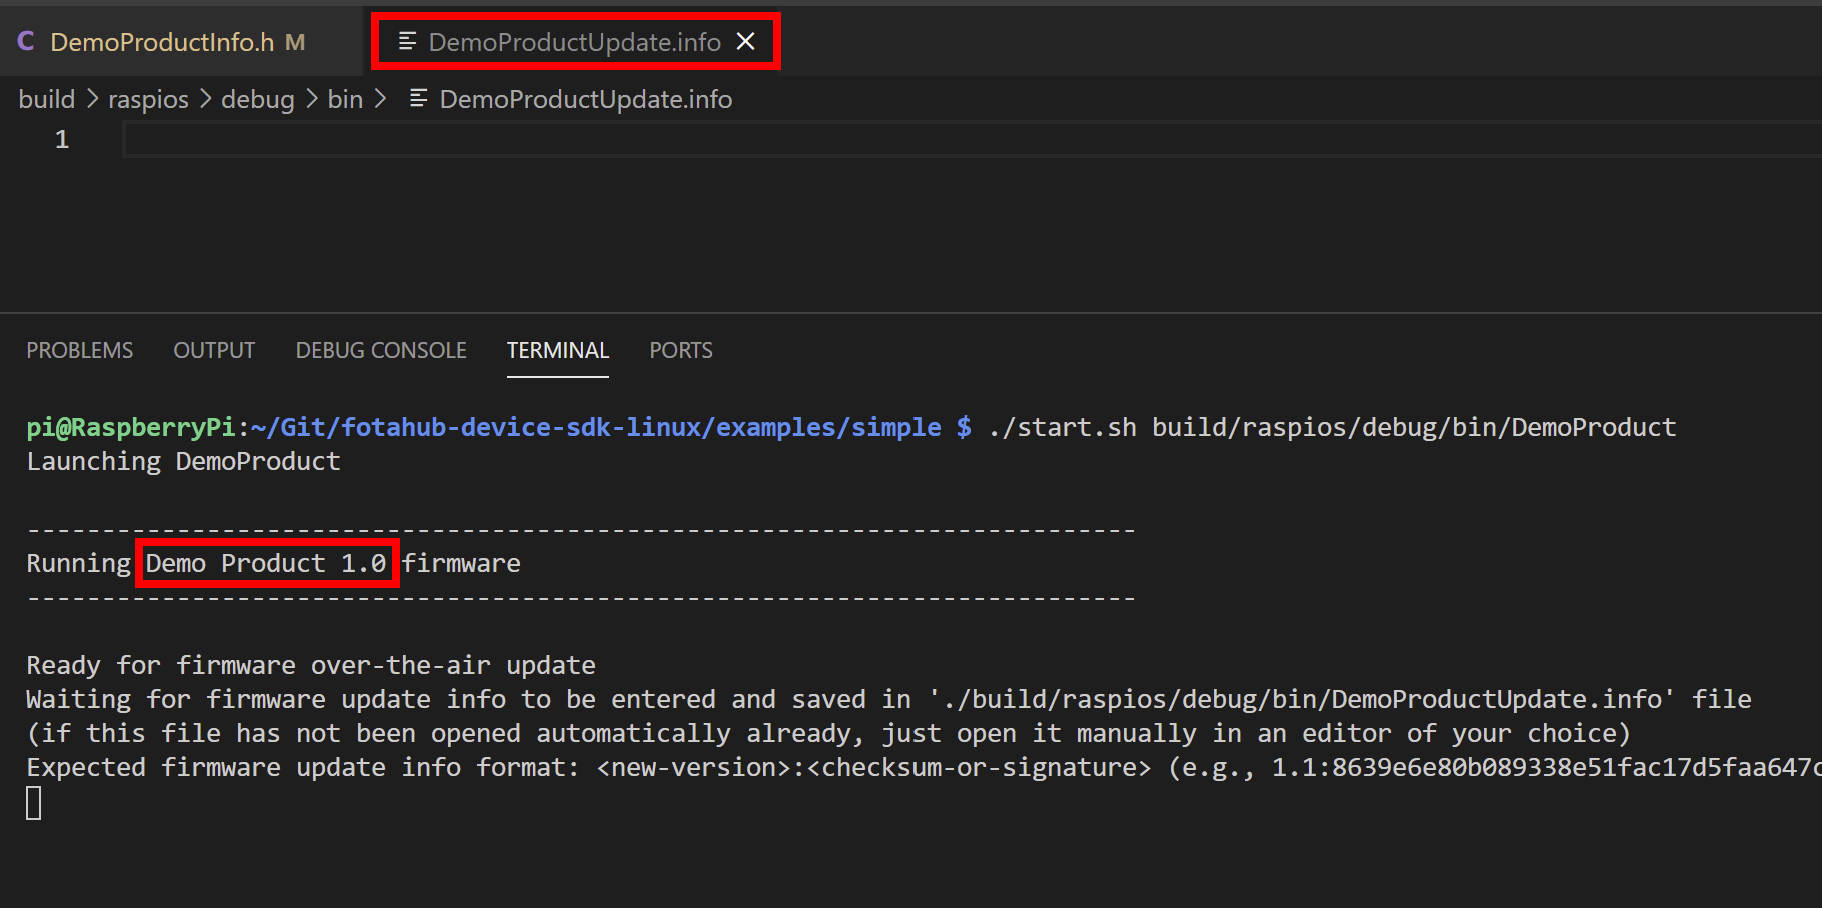 C DemoProductInfo.h M DemoProductUpdate.info
build > raspios > debug > bin > DemoProductUpdate.info
1
PROBLEMS OUTPUT DEBUG CONSOLE TERMINAL PORTS
pi@RaspberryPi:~/Git/fotahub-device-sdk-linux/examples/simple $ ./start.sh build/raspios/debug/bin/DemoProduct
Launching DemoProduct
--------------------------------------------------------------------------
Running Demo Product 1.0 firmware
--------------------------------------------------------------------------
Ready for firmware over-the-air update
Waiting for firmware update info to be entered and saved in './build/raspios/debug/bin/DemoProductUpdate.info' file
(if this file has not been opened automatically already, just open it manually in an editor of your choice)
Expected firmware update info format: <new-version>:<checksum-or-signature> (e.g., 1.1:8639e6e80b089338e51fac17d5faa647c